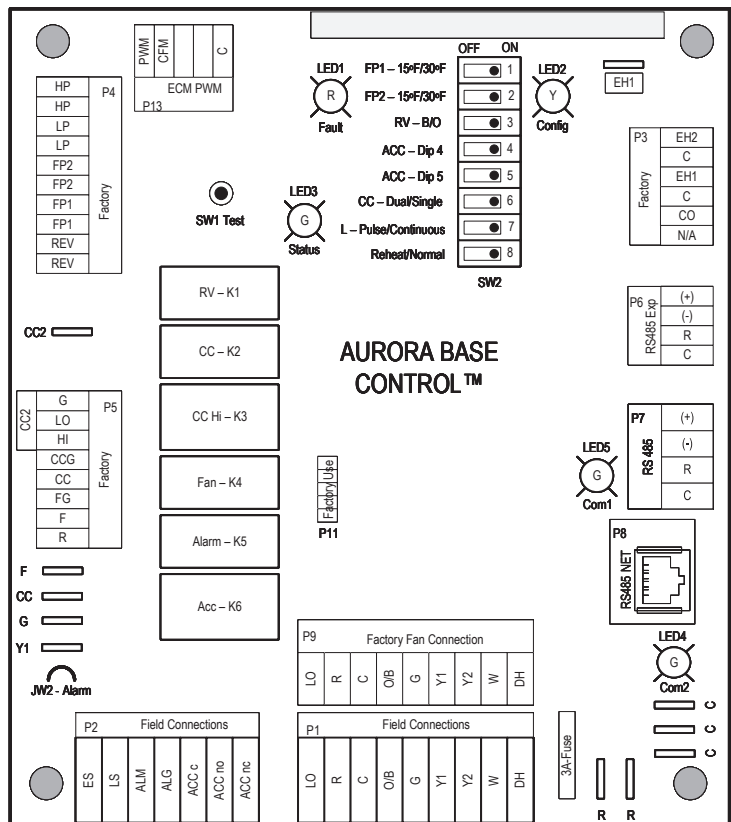 PWM
CFM
C
ECM PWM
P13
OFF ON
LED1
R
Fault
FP1 – 15ºF/30ºF
1
FP2 – 15ºF/30ºF
2
RV – B/O
3
ACC – Dip 4
4
ACC – Dip 5
5
CC – Dual/Single
6
L – Pulse/Continuous
7
Reheat/Normal
8
SW2
LED2
Y
Config
EH1
P4
Factory
HP
HP
LP
LP
FP2
FP2
FP1
FP1
REV
REV
SW1 Test
LED3
G
Status
P3
Factory
EH2
C
EH1
C
CO
N/A
RV – K1
CC – K2
CC Hi – K3
Fan – K4
Alarm – K5
Acc – K6
AURORA BASE
CONTROL™
P6
RS485 Exp
(+)
(-)
R
C
CC2
CC2
P5
Factory
G
LO
HI
CCG
CC
FG
F
R
Factory Use
P11
LED5
G
Com1
P7
RS 485
(+)
(-)
R
C
P8
RS485 NET
LED4
G
Com2
F
CC
G
Y1
JW2 - Alarm
P9
Factory Fan Connection
LO
R
C
O/B
G
Y1
Y2
W
DH
P2
Field Connections
ES
LS
ALM
ALG
ACC c
ACC no
ACC nc
P1
Field Connections
LO
R
C
O/B
G
Y1
Y2
W
DH
3A-Fuse
C
C
C
R R